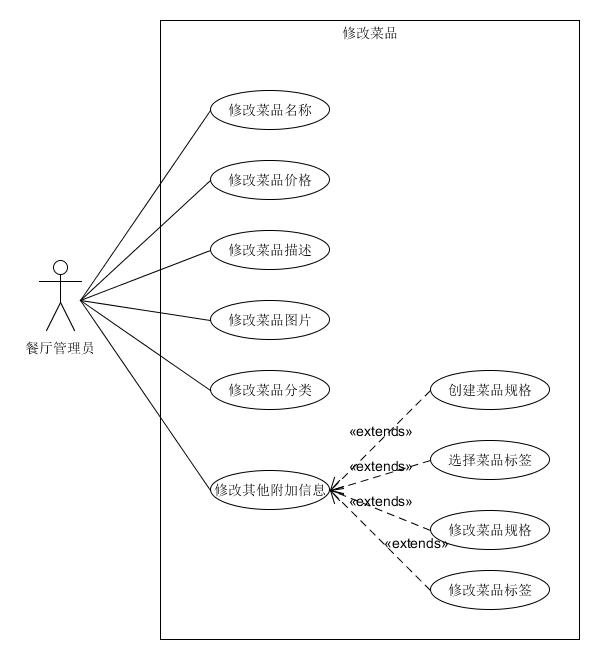 修改菜品
修改菜品名称
修改菜品价格
修改菜品描述
餐厅管理员
修改菜品图片
修改菜品分类
创建菜品规格
«extends»
选择菜品标签
«extends»
修改其他附加信息
«extends»
修改菜品规格
«extends»
修改菜品标签